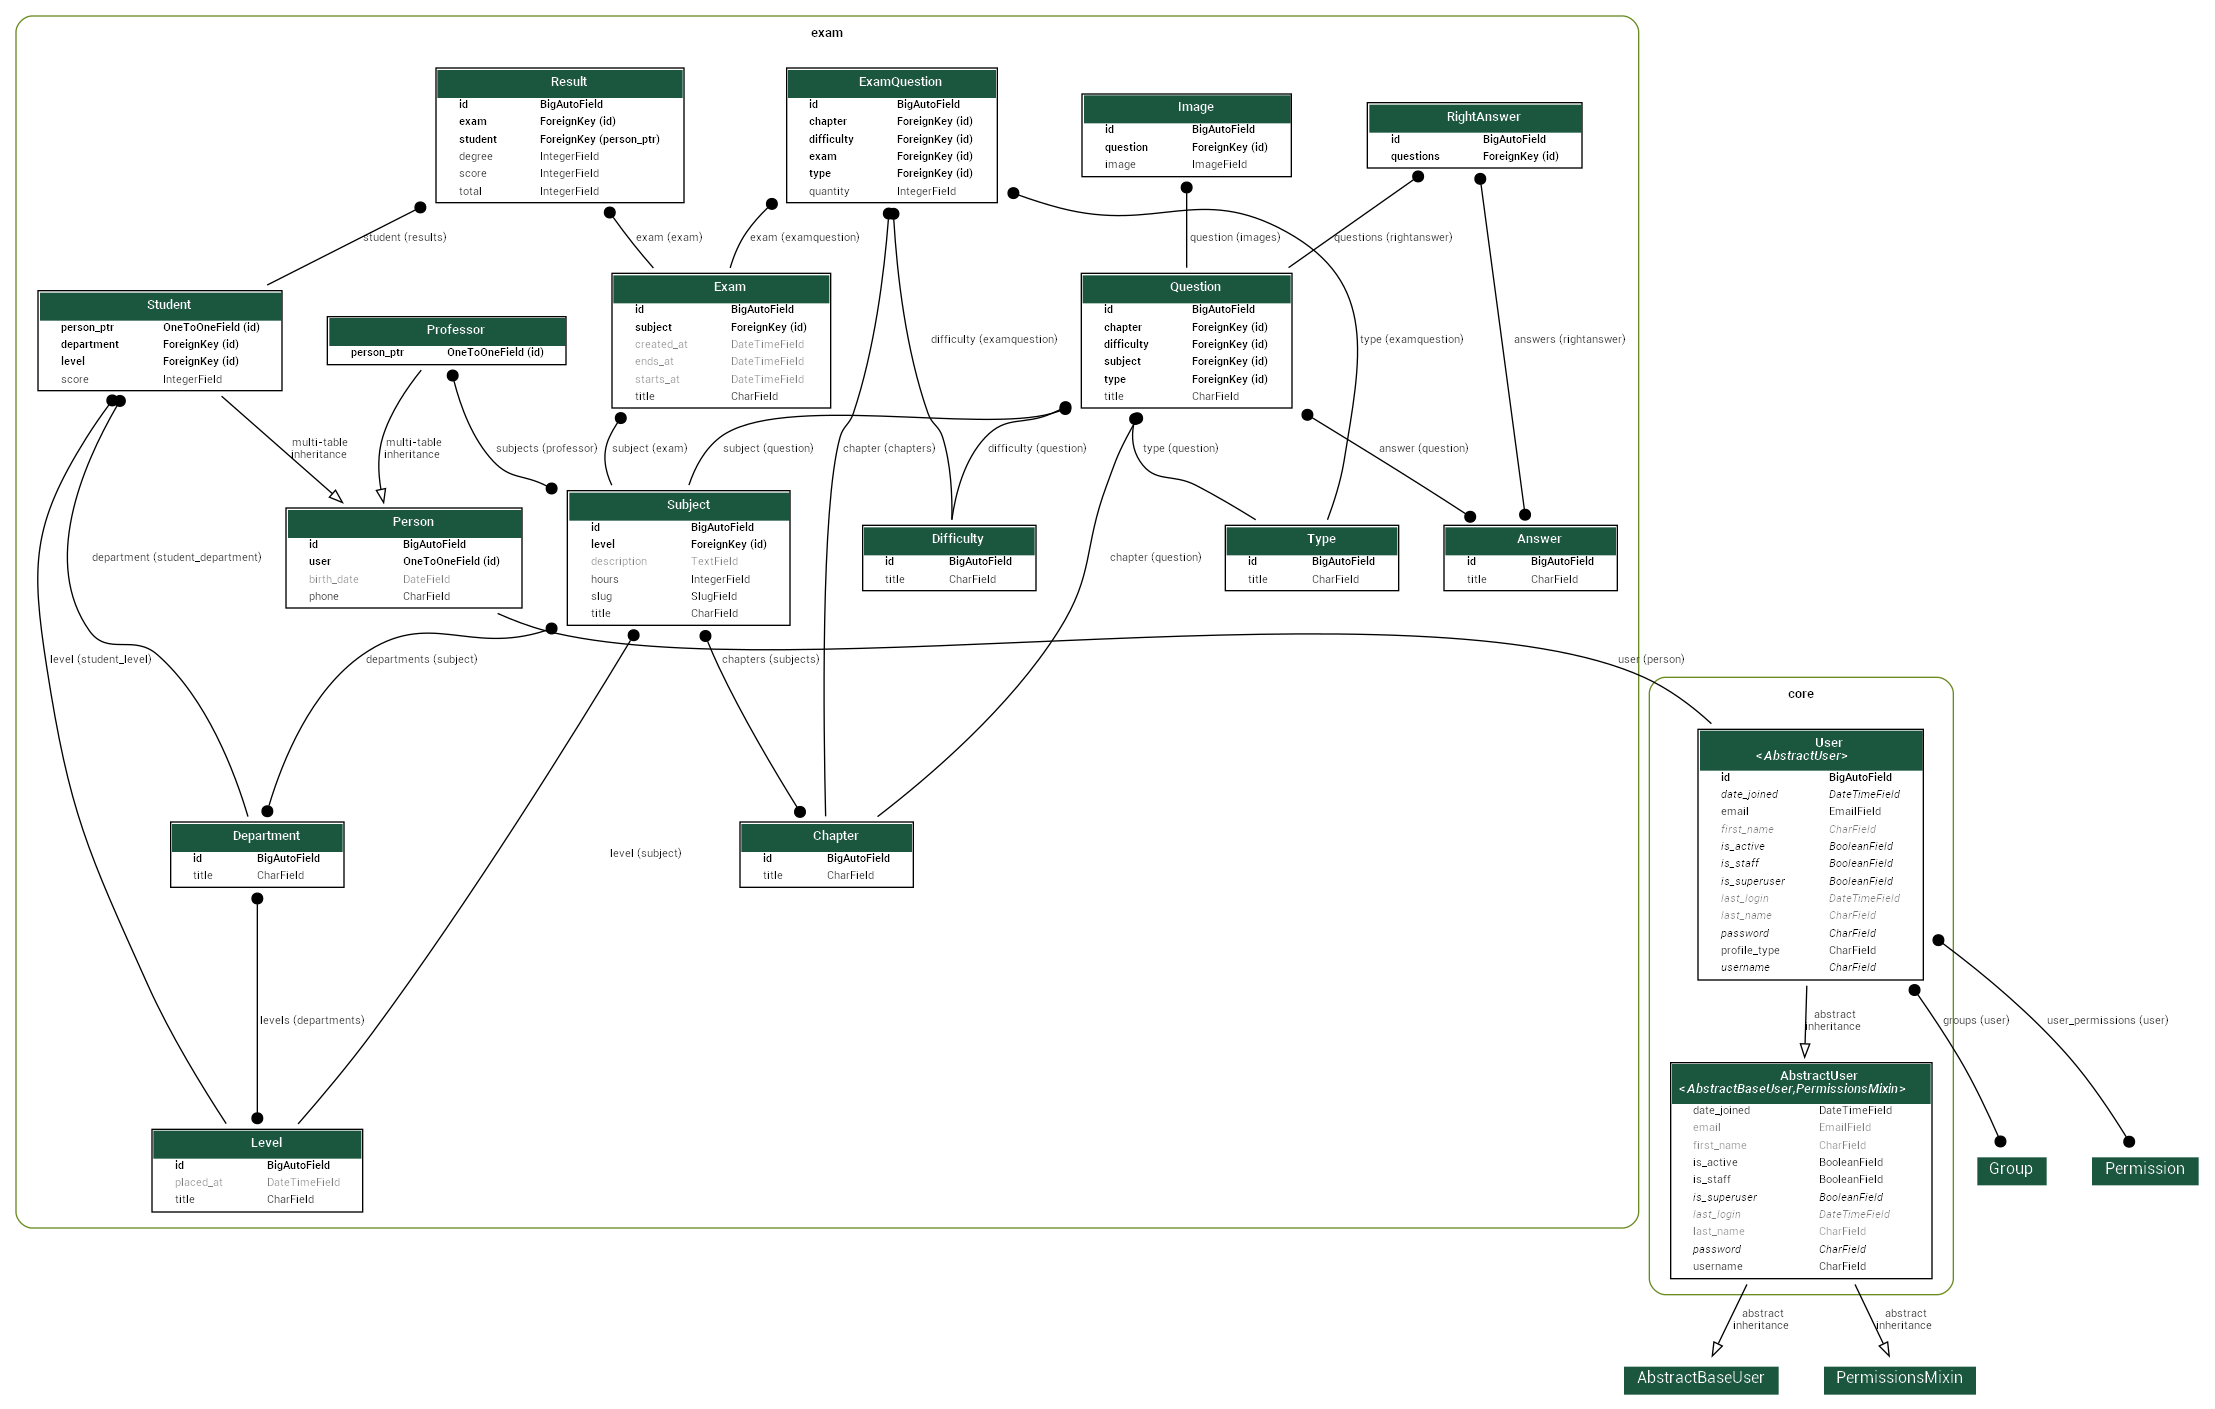 exam
Result
id BigAutoField
exam ForeignKey (id)
student ForeignKey (person_ptr)
degree IntegerField
score IntegerField
total IntegerField
ExamQuestion
id BigAutoField
chapter ForeignKey (id)
difficulty ForeignKey (id)
exam ForeignKey (id)
type ForeignKey (id)
quantity IntegerField
Image
id BigAutoField
question ForeignKey (id)
image ImageField
RightAnswer
id BigAutoField
questions ForeignKey (id)
student (results)
exam (exam)
exam (examquestion)
question (images)
questions (rightanswer)
Student
person_ptr OneToOneField (id)
department ForeignKey (id)
level ForeignKey (id)
score IntegerField
Professor
person_ptr OneToOneField (id)
Exam
id BigAutoField
subject ForeignKey (id)
created_at DateTimeField
ends_at DateTimeField
starts_at DateTimeField
title CharField
difficulty (examquestion)
Question
id BigAutoField
chapter ForeignKey (id)
difficulty ForeignKey (id)
subject ForeignKey (id)
type ForeignKey (id)
title CharField
type (examquestion)
answers (rightanswer)
multi-table
inheritance
multi-table
inheritance
subjects (professor)
subject (exam)
subject (question)
chapter (chapters)
difficulty (question)
type (question)
answer (question)
Person
id BigAutoField
user OneToOneField (id)
birth_date DateField
phone CharField
Subject
id BigAutoField
level ForeignKey (id)
description TextField
hours IntegerField
slug SlugField
title CharField
Difficulty
id BigAutoField
title CharField
Type
id BigAutoField
title CharField
Answer
id BigAutoField
title CharField
department (student_department)
chapter (question)
level (student_level)
departments (subject)
chapters (subjects)
user (person)
core
User
<AbstractUser>
id BigAutoField
date_joined DateTimeField
email EmailField
first_name CharField
is_active BooleanField
is_staff BooleanField
is_superuser BooleanField
last_login DateTimeField
last_name CharField
password CharField
profile_type CharField
username CharField
Department
id BigAutoField
title CharField
level (subject)
Chapter
id BigAutoField
title CharField
levels (departments)
abstract
inheritance
groups (user)
user_permissions (user)
AbstractUser
<AbstractBaseUser,PermissionsMixin>
date_joined DateTimeField
email EmailField
first_name CharField
is_active BooleanField
is_staff BooleanField
is_superuser BooleanField
last_login DateTimeField
last_name CharField
password CharField
username CharField
Level
id BigAutoField
placed_at DateTimeField
title CharField
Group
Permission
abstract
inheritance
abstract
inheritance
AbstractBaseUser
PermissionsMixin